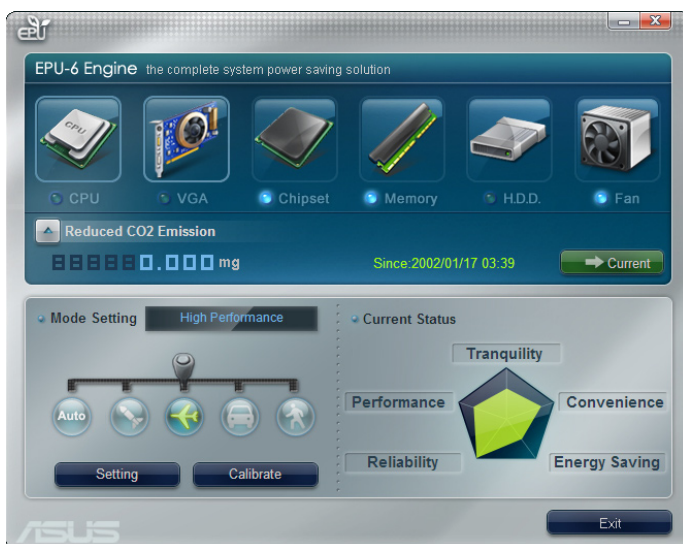 EPU
EPU-6 Engine the complete system power saving solution
CPU
CPU
VGA
Chipset
Memory
H.D.D.
Fan
Reduced CO2 Emission
0.000 mg
Since:2002/01/17 03:39
Current
Mode Setting
High Performance
Auto
Setting
Calibrate
Current Status
Tranquility
Performance
Convenience
Reliability
Energy Saving
ASUS
Exit